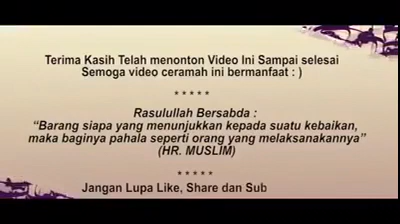 Terima Kasih Telah menonton Video Ini Sampai selesai
Semoga video ceramah ini bermanfaat : )
* * * * *
Rasulullah Bersabda :
“Barang siapa yang menunjukkan kepada suatu kebaikan,
maka baginya pahala seperti orang yang melaksanakannya”
(HR. MUSLIM)
* * * * *
Jangan Lupa Like, Share dan Sub